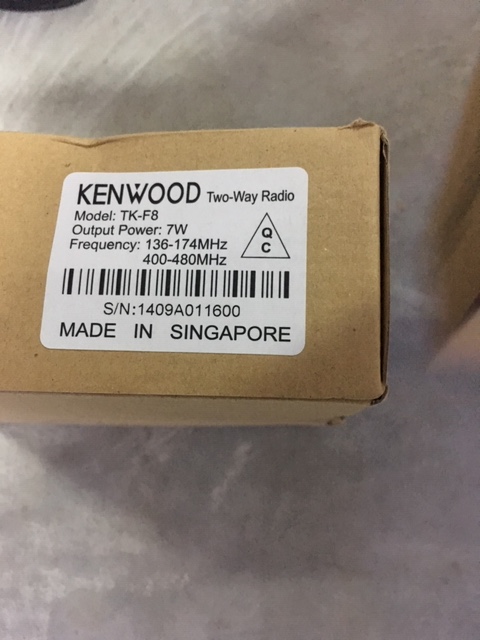 KENWOOD Two-Way Radio
Model: TK-F8
Output Power: 7W
Frequency: 136-174MHz
400-480MHz
Q
C
S/N:1409A011600
MADE IN SINGAPORE